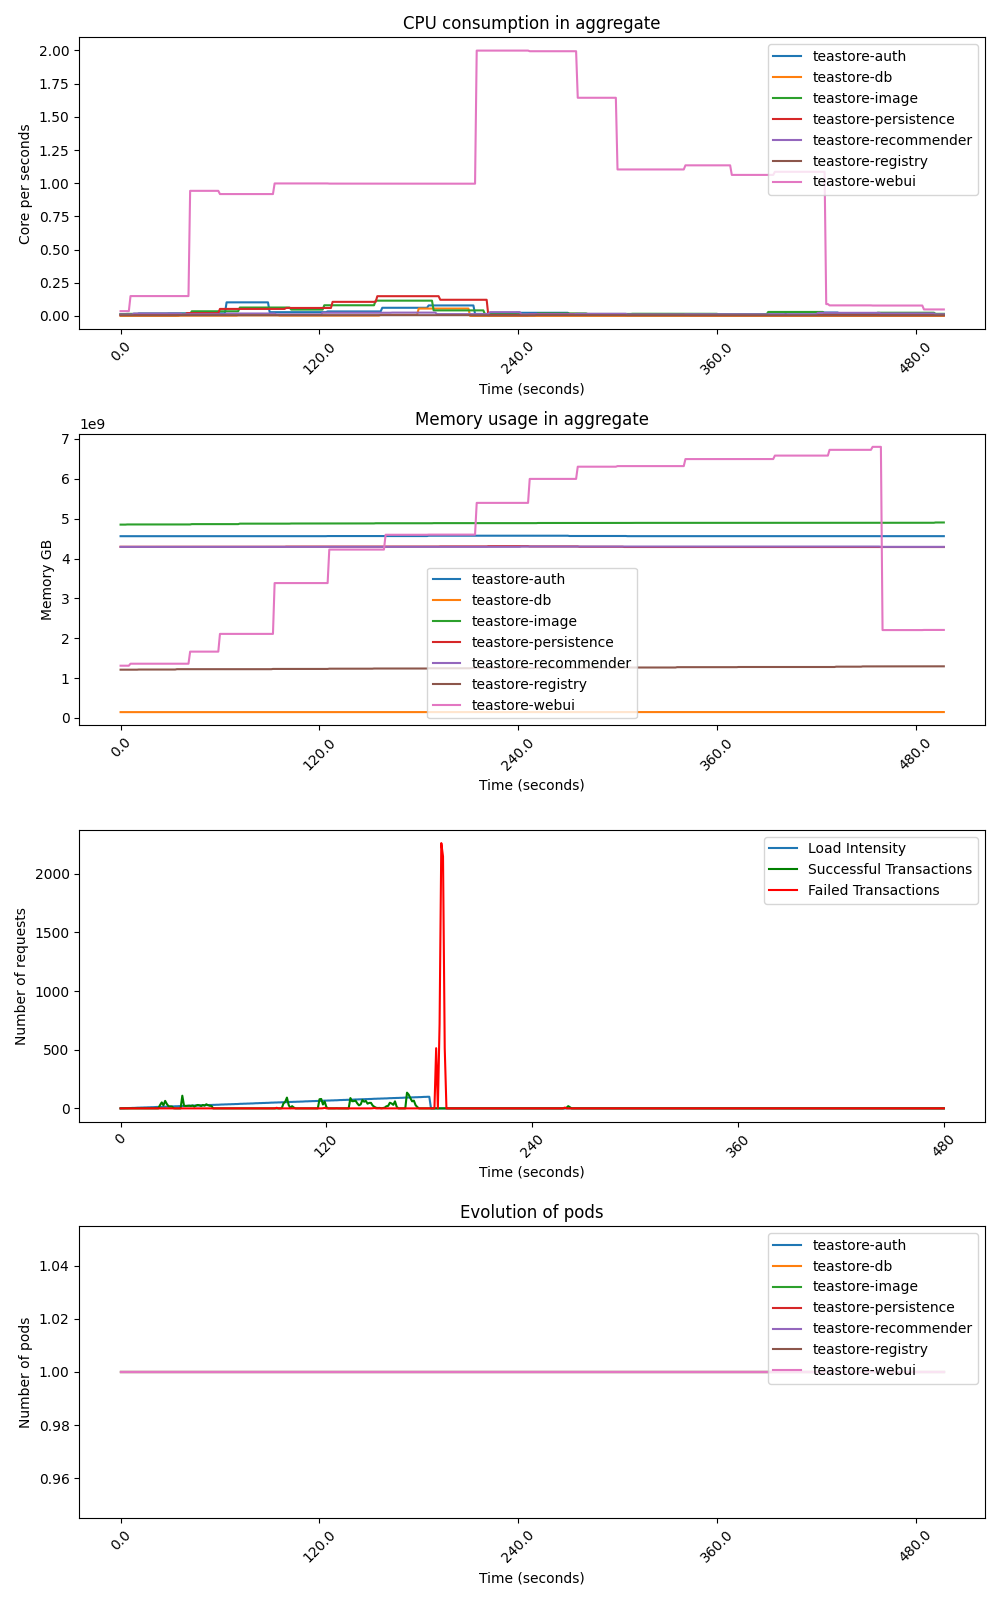 CPU consumption in aggregate
2.00
1.75
1.50
1.25
1.00
0.75
0.50
0.25
0.00
Core per seconds
teastore-auth
teastore-db
teastore-image
teastore-persistence
teastore-recommender
teastore-registry
teastore-webui
0.0
120.0
240.0
360.0
480.0
Time (seconds)
Memory usage in aggregate
1e9
7
6
5
4
3
2
1
0
Memory GB
teastore-auth
teastore-db
teastore-image
teastore-persistence
teastore-recommender
teastore-registry
teastore-webui
0.0
120.0
240.0
360.0
480.0
Time (seconds)
2000
1500
1000
500
0
Number of requests
Load Intensity
Successful Transactions
Failed Transactions
0
120
240
360
480
Time (seconds)
Evolution of pods
1.04
1.02
1.00
0.98
0.96
Number of pods
teastore-auth
teastore-db
teastore-image
teastore-persistence
teastore-recommender
teastore-registry
teastore-webui
0.0
120.0
240.0
360.0
480.0
Time (seconds)